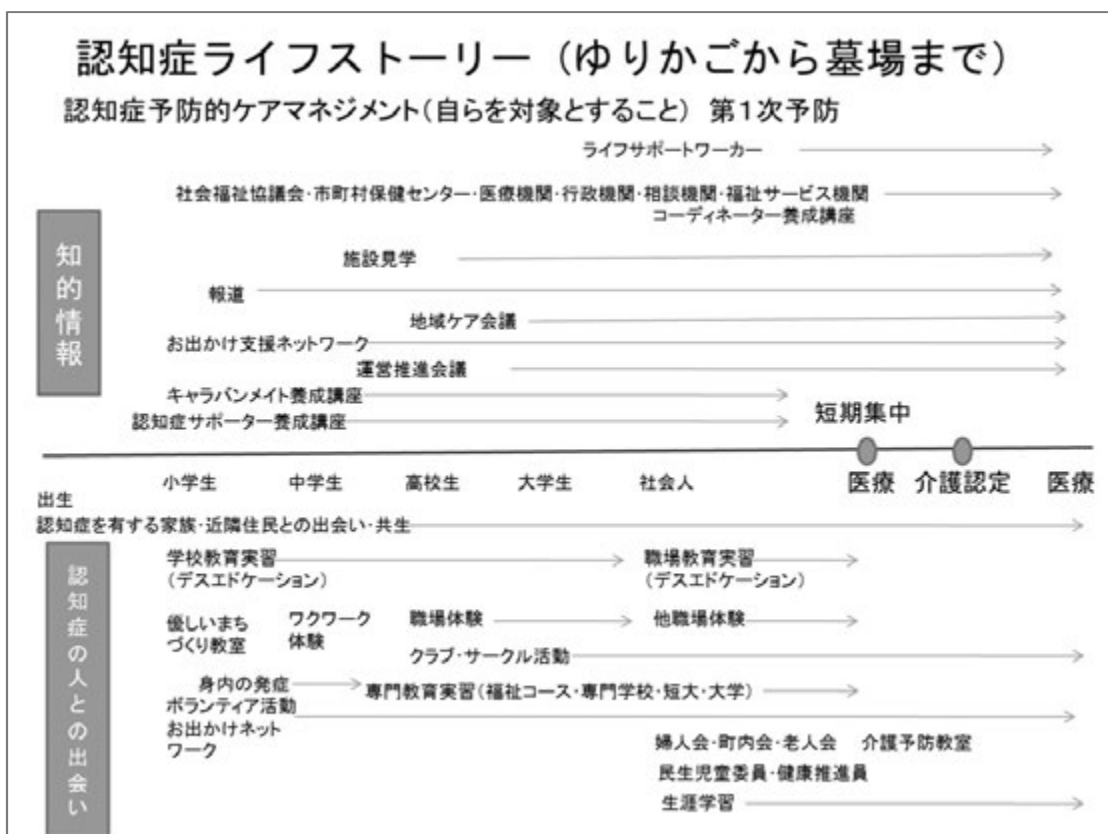 認知症ライフストーリー（ゆりかごから墓場まで）
認知症予防的ケアマネジメント（自らを対象とすること） 第1次予防
ライフサポートワーカー
社会福祉協議会・市町村保健センター・医療機関・行政機関・相談機関・福祉サービス機関
コーディネーター養成講座
知的情報
施設見学
報道
地域ケア会議
お出かけ支援ネットワーク
運営推進会議
キャラバンメイト養成講座
認知症サポーター養成講座
短期集中
小学生 中学生 高校生 大学生 社会人 医療 介護認定 医療
出生
認知症を有する家族・近隣住民との出会い・共生
認知症の人との出会い
学校教育実習 職場教育実習
（デスエドケーション） （デスエドケーション）
優しいまち ワクワーク 職場体験 他職場体験
づくり教室 体験
クラブ・サークル活動
身内の発症 専門教育実習（福祉コース・専門学校・短大・大学）
ボランティア活動
お出かけネット
ワーク
婦人会・町内会・老人会 介護予防教室
民生児童委員・健康推進員
生涯学習